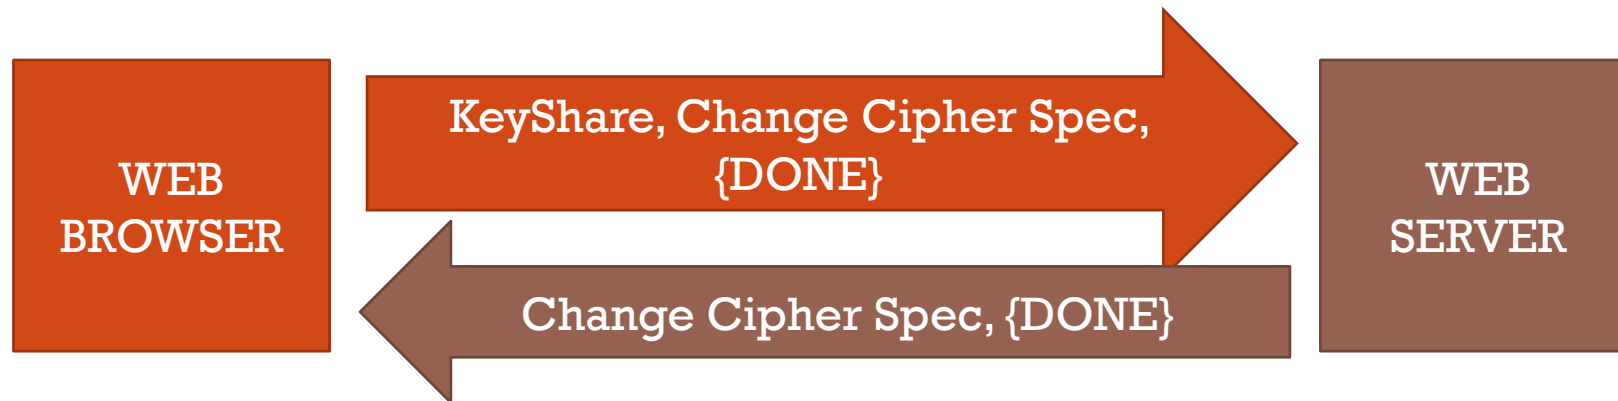 WEB
BROWSER
KeyShare, Change Cipher Spec,
{DONE}
Change Cipher Spec, {DONE}
WEB
SERVER